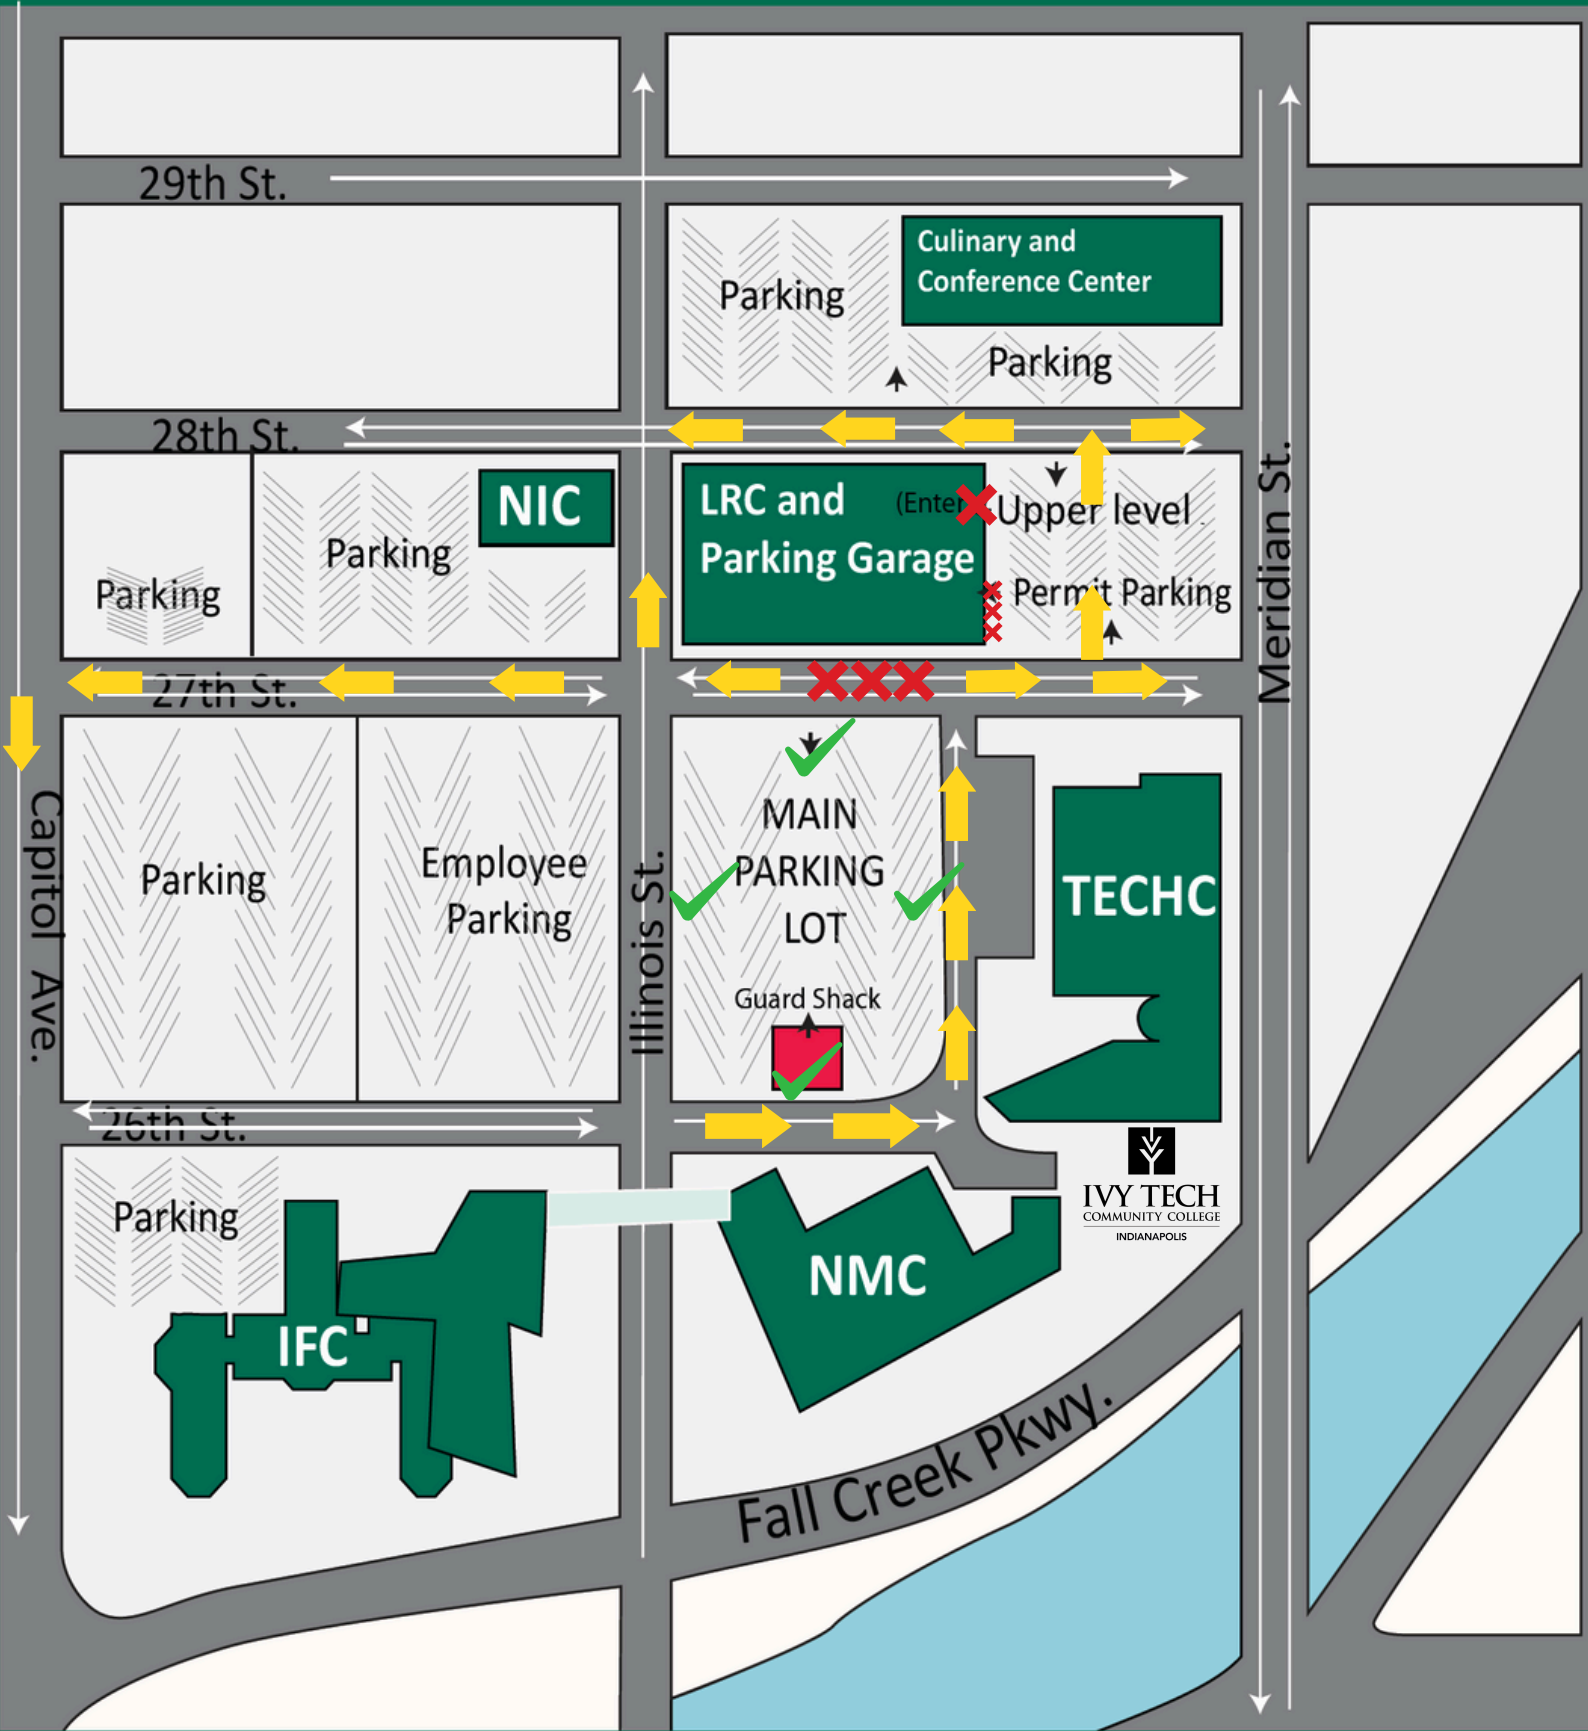 29th St.
Culinary and
Conference Center
Parking
Parking
28th St.
NIC
Parking
Parking
LRC and
Parking Garage
(Enter
Upper level
Permit Parking
Meridian St.
27th St.
Capitol Ave.
Parking
Employee
Parking
Illinois St.
MAIN
PARKING
LOT
Guard Shack
TECHC
26th St.
Parking
IFC
NMC
IVY TECH
COMMUNITY COLLEGE
INDIANAPOLIS
Fall Creek Pkwy.